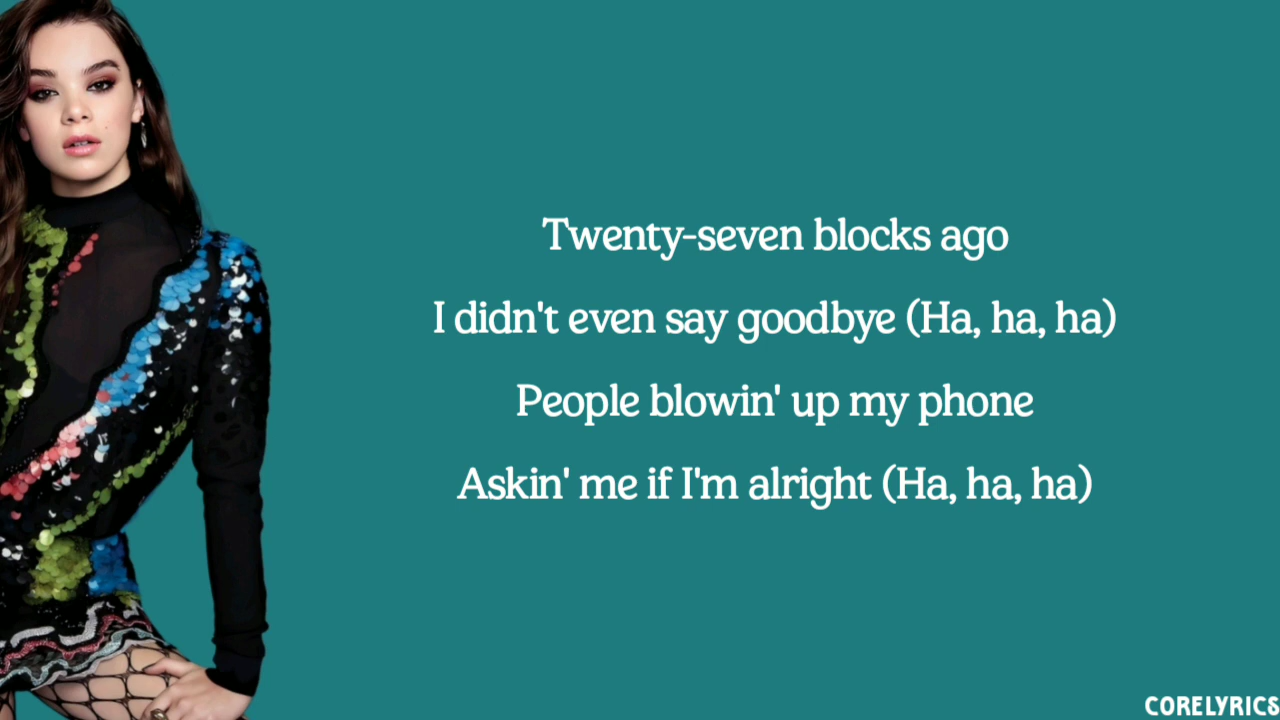 Twenty-seven blocks ago
I didn't even say goodbye (Ha, ha, ha)
People blowin' up my phone
Askin' me if I'm alright (Ha, ha, ha)
CORELYRICS